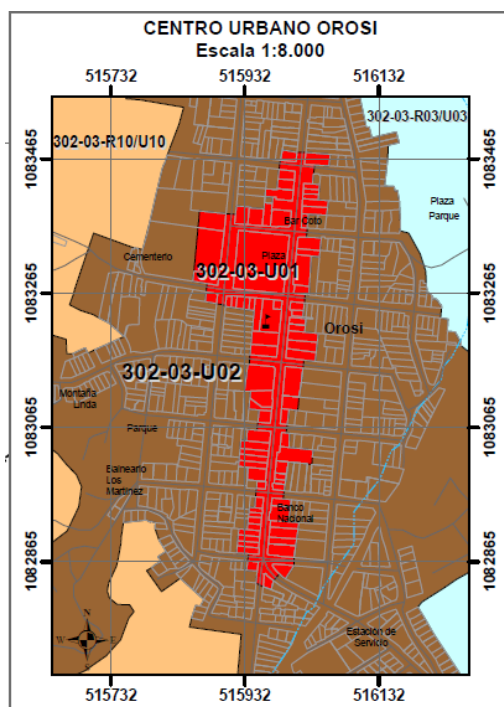 CENTRO URBANO OROSI
Escala 1:8.000
515732 515932 516132
302-03-R03/U03
302-03-R10/U10
1083465 1083465
Plaza
Parque
Bar Coto
Cementerio
Plaza
302-03-U01
1083265 1083265
Orosi
302-03-U02
Montaña
Linda
1083065 1083065
Parque
Balneario
Los
Martinez
Banco
Nacional
1082865 1082865
Estación de
Servicio
N
W E
S
515732 515932 516132